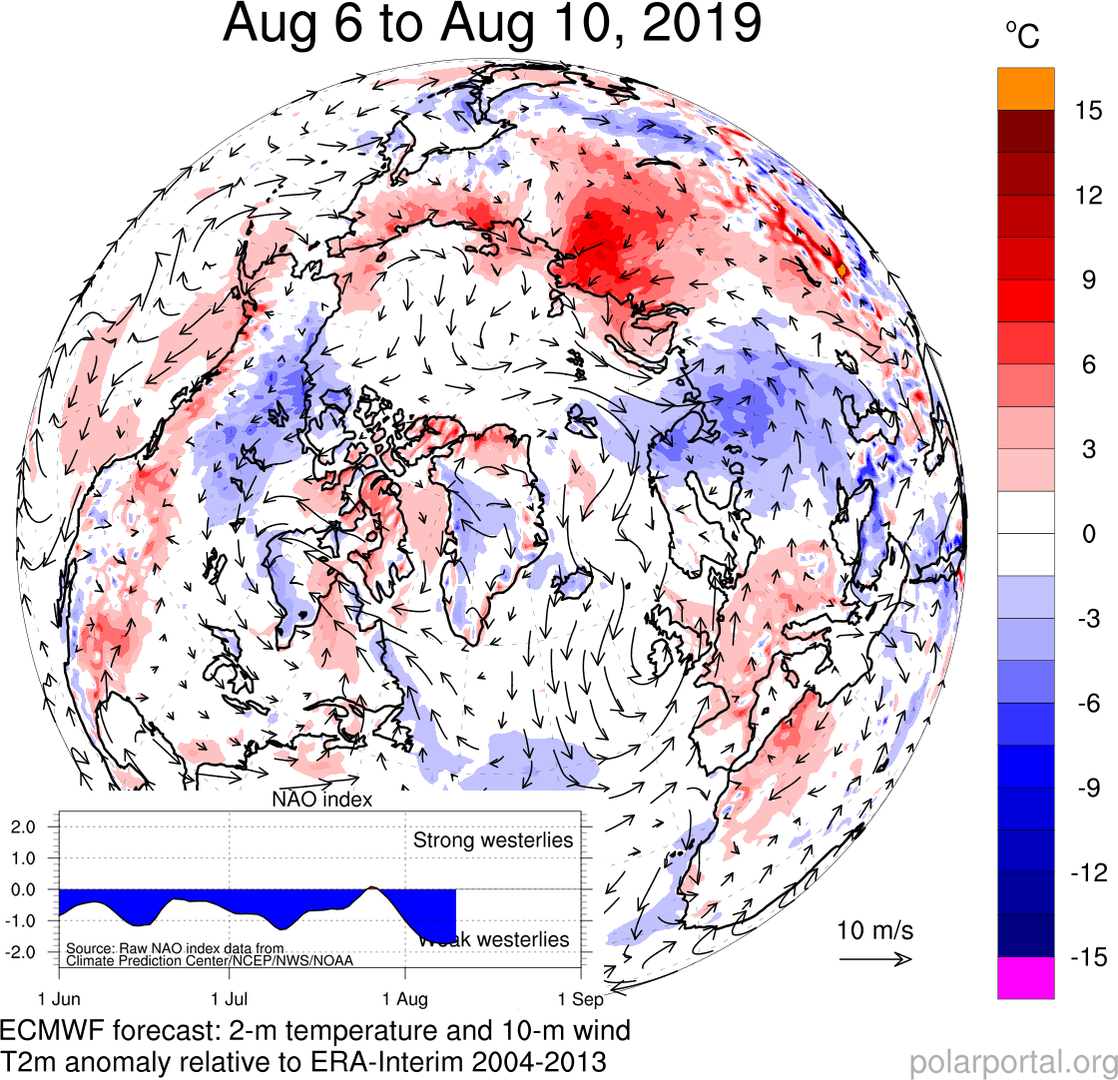 Aug 6 to Aug 10, 2019
°C
15
12
9
6
3
0
-3
-6
-9
-12
-15
10 m/s
NAO index
2.0
1.0
0.0
-1.0
-2.0
Strong westerlies
Weak westerlies
Source: Raw NAO index data from
Climate Prediction Center/NCEP/NWS/NOAA
1 Jun
1 Jul
1 Aug
1 Sep
ECMWF forecast: 2-m temperature and 10-m wind
T2m anomaly relative to ERA-Interim 2004-2013
polarportal.org